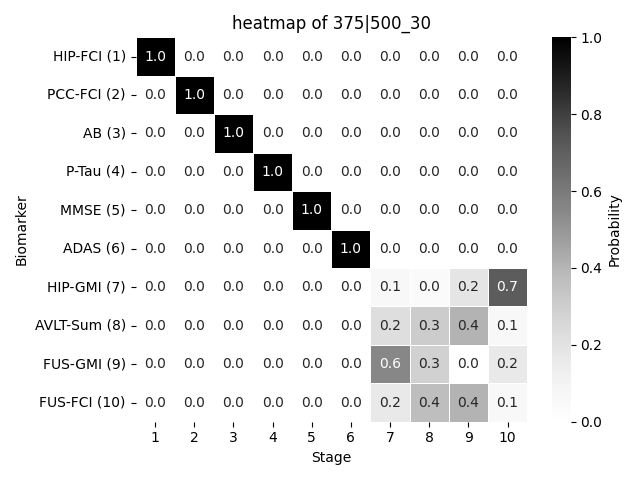 heatmap of 375|500_30
Biomarker
HIP-FCI (1) 1.0 0.0 0.0 0.0 0.0 0.0 0.0 0.0 0.0 0.0
PCC-FCI (2) 0.0 1.0 0.0 0.0 0.0 0.0 0.0 0.0 0.0 0.0
AB (3) 0.0 0.0 1.0 0.0 0.0 0.0 0.0 0.0 0.0 0.0
P-Tau (4) 0.0 0.0 0.0 1.0 0.0 0.0 0.0 0.0 0.0 0.0
MMSE (5) 0.0 0.0 0.0 0.0 1.0 0.0 0.0 0.0 0.0 0.0
ADAS (6) 0.0 0.0 0.0 0.0 0.0 1.0 0.0 0.0 0.0 0.0
HIP-GMI (7) 0.0 0.0 0.0 0.0 0.0 0.0 0.1 0.0 0.2 0.7
AVLT-Sum (8) 0.0 0.0 0.0 0.0 0.0 0.0 0.2 0.3 0.4 0.1
FUS-GMI (9) 0.0 0.0 0.0 0.0 0.0 0.0 0.6 0.3 0.0 0.2
FUS-FCI (10) 0.0 0.0 0.0 0.0 0.0 0.0 0.2 0.4 0.4 0.1
1 2 3 4 5 6 7 8 9 10
Stage
1.0
0.8
0.6
0.4
0.2
0.0
Probability